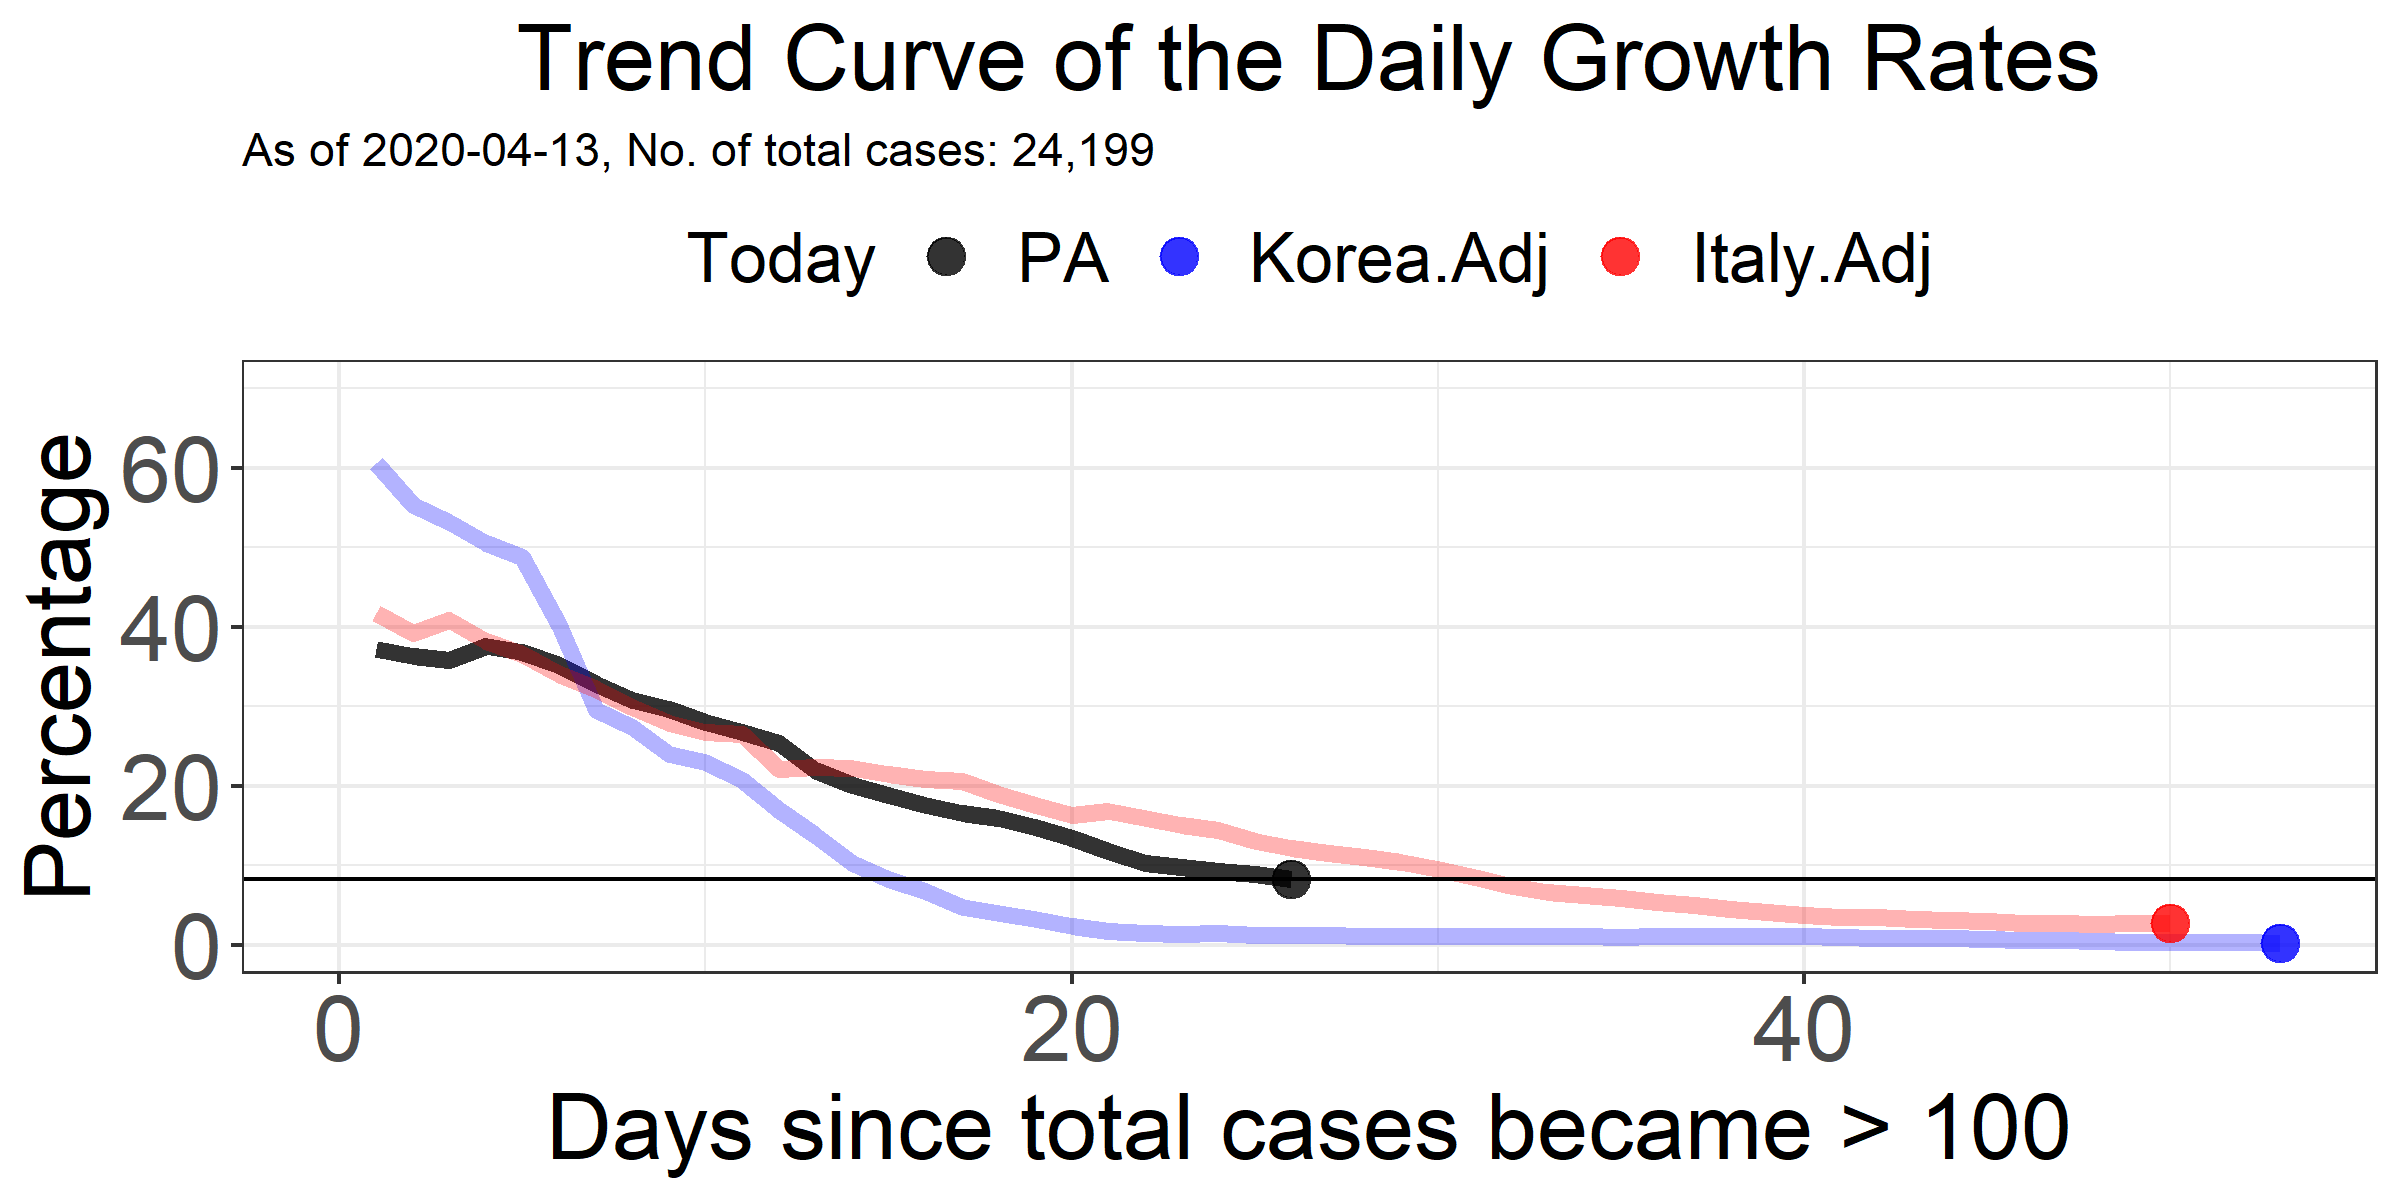 Trend Curve of the Daily Growth Rates
As of 2020-04-13, No. of total cases: 24,199
Today PA Korea.Adj Italy.Adj
Percentage
60
40
20
0
0 20 40
Days since total cases became > 100